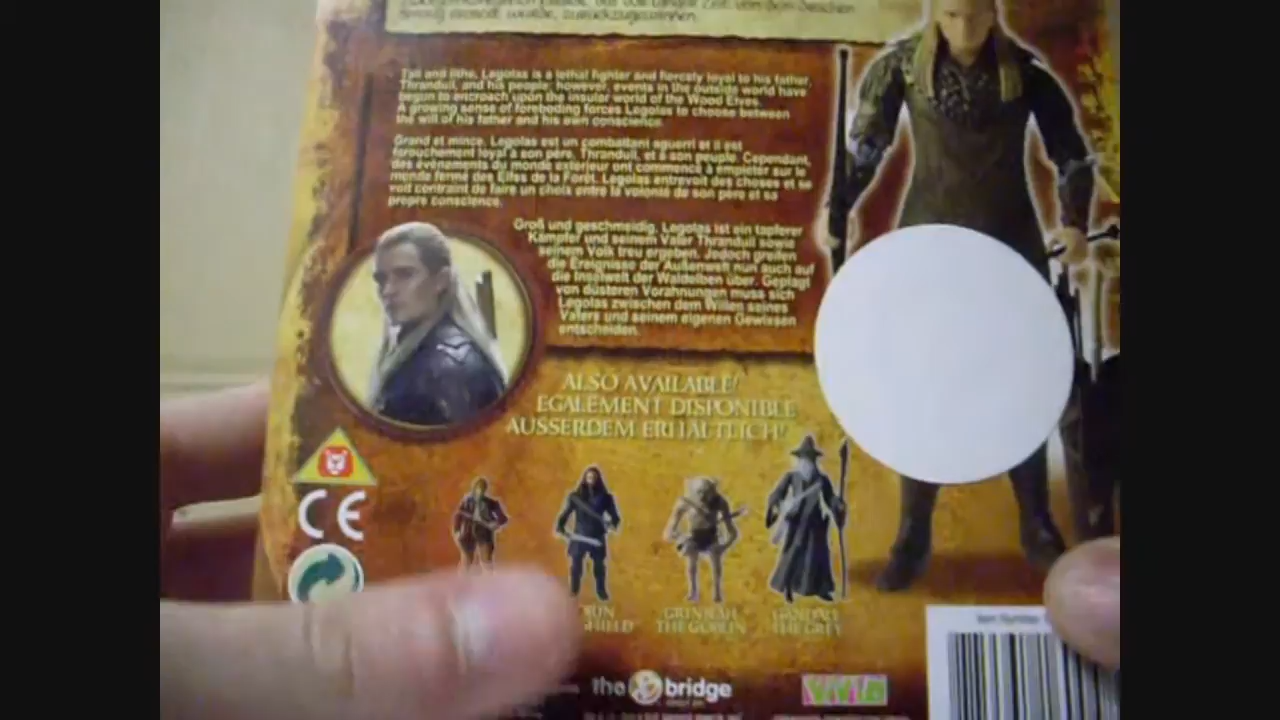 strong erobert wurde, zurückzugewinnen.
Tall and lithe, Legolas is a lethal fighter and fiercely loyal to his father,
Thranduil, and his people; however, events in the outside world have
begun to encroach upon the insular world of the Wood Elves.
A growing sense of foreboding forces Legolas to choose between
the will of his father and his own conscience.
Grand et mince, Legolas est un combattant aguerri et il est
farouchement loyal à son père, Thranduil, et à son peuple. Cependant,
des événements du monde extérieur ont commencé à empiéter sur le
monde fermé des Elfes de la Forêt. Legolas entrevoit des choses et se
voit contraint de faire un choix entre la volonté de son père et sa
propre conscience.
Groß und geschmeidig, Legolas ist ein tapferer
Kämpfer und seinem Vater Thranduil sowie
seinem Volk treu ergeben. Jedoch greifen
die Ereignisse der Außenwelt nun auch auf
die Inselwelt der Waldelben über. Geplagt
von düsteren Vorahnungen muss sich
Legolas zwischen dem Willen seines
Vaters und seinem eigenen Gewissen
entscheiden.
ALSO AVAILABLE!
EGALEMENT DISPONIBLE
AUSSERDEM ERHÄLTLICH!
CE
GRINNAH
THE GOBLIN
GANDALF
THE GREY
the bridge
VIVID
Item Number